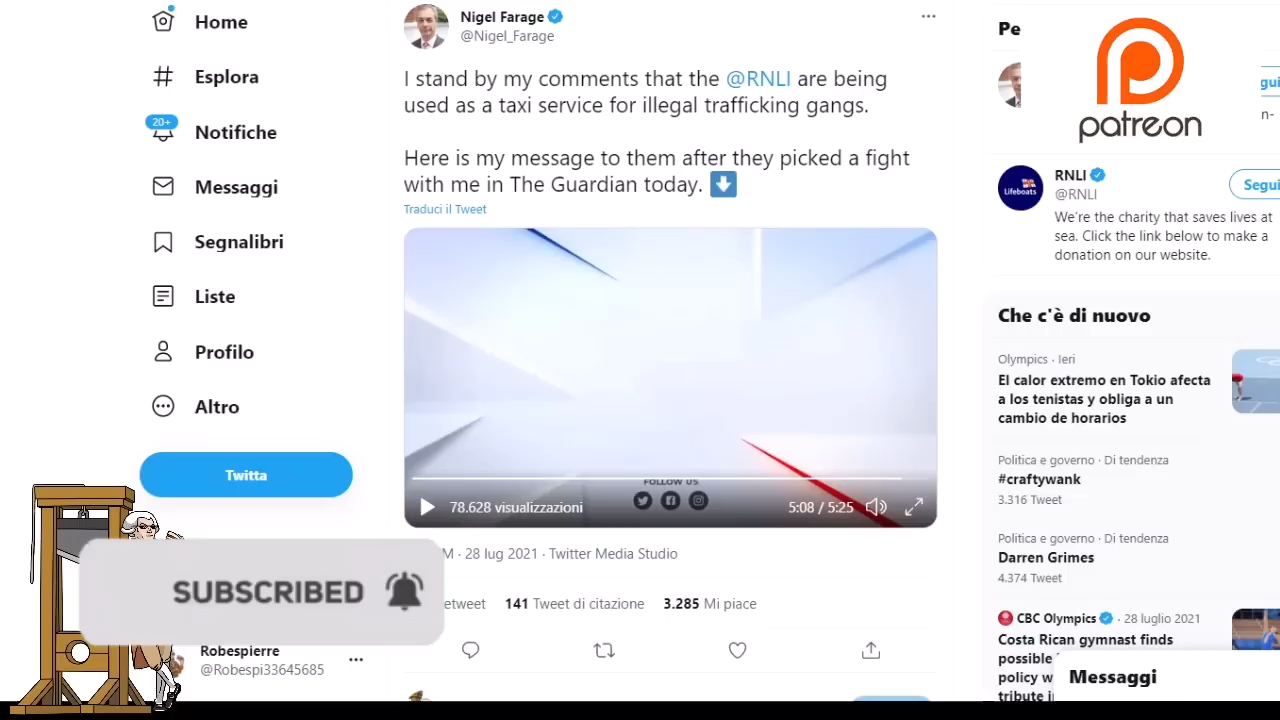 Home
Esplora
20+
Notifiche
Messaggi
Segnalibri
Liste
Profilo
Altro
Twitta
SUBSCRIBED
Robespierre
@Robespi33645685
Nigel Farage
@Nigel_Farage
I stand by my comments that the @RNLI are being
used as a taxi service for illegal trafficking gangs.
Here is my message to them after they picked a fight
with me in The Guardian today.
Traduci il Tweet
FOLLOW US
78.628 visualizzazioni
5:08 / 5:25
M · 28 lug 2021 · Twitter Media Studio
etweet 141 Tweet di citazione 3.285 Mi piace
Pe
patreon
gui
n-
Lifeboats
RNLI
@RNLI
Segui
We're the charity that saves lives at
sea. Click the link below to make a
donation on our website.
Che c'è di nuovo
Olympics · Ieri
El calor extremo en Tokio afecta
a los tenistas y obliga a un
cambio de horarios
Politica e governo · Di tendenza
#craftywank
3.316 Tweet
Politica e governo · Di tendenza
Darren Grimes
4.374 Tweet
CBC Olympics · 28 luglio 2021
Costa Rican gymnast finds
possible
policy w
tribute i
Messaggi